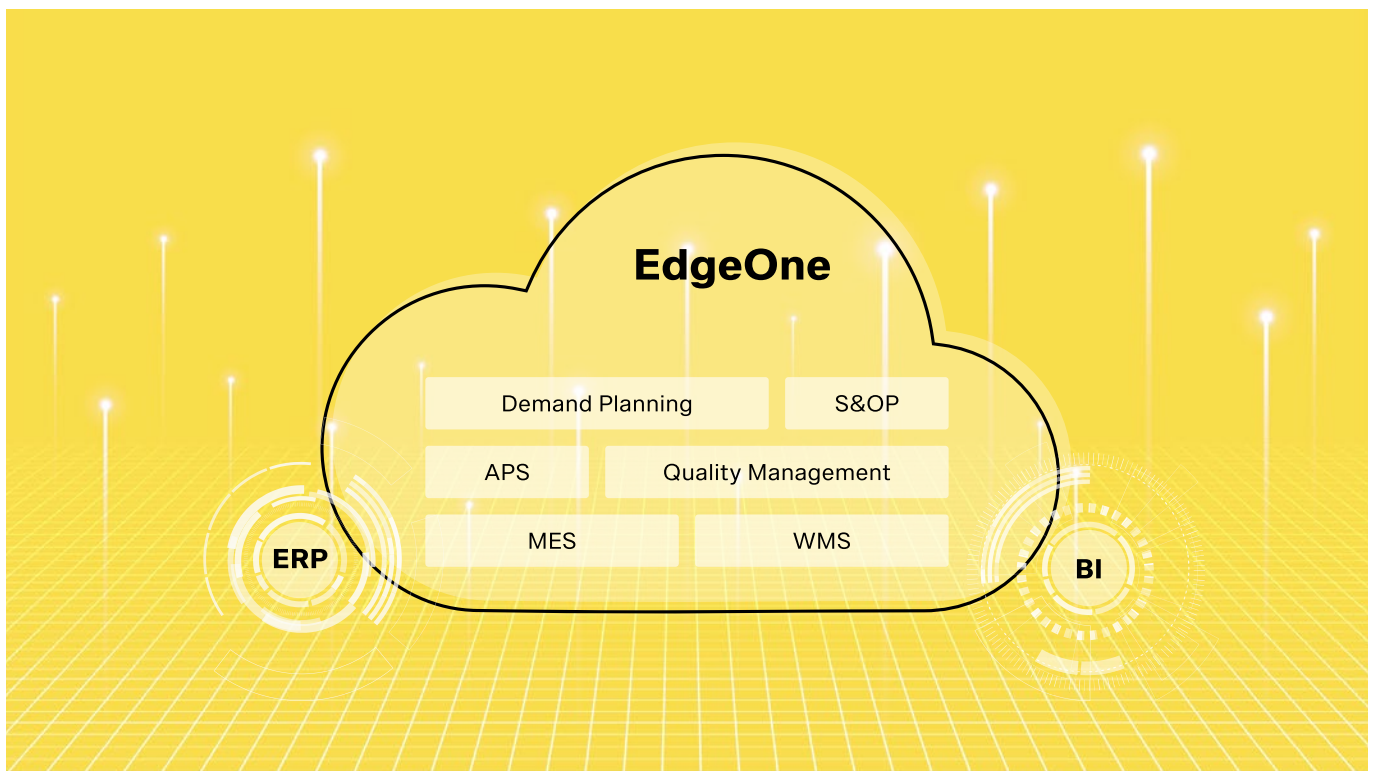 EdgeOne
Demand Planning
S&OP
APS
Quality Management
MES
WMS
ERP
BI